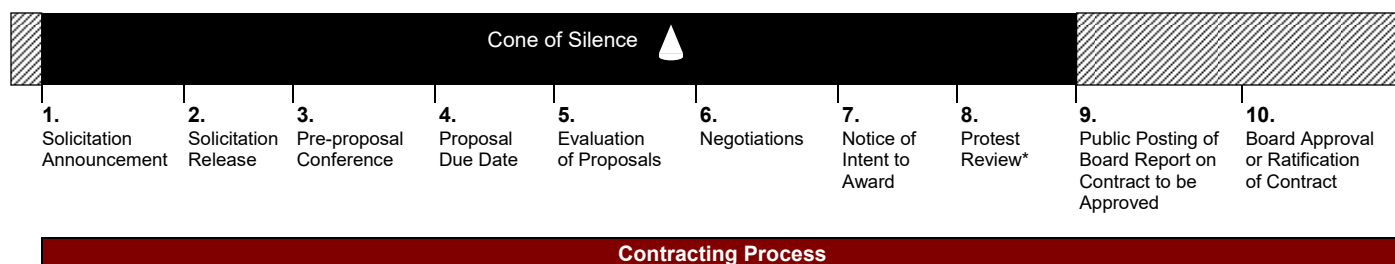 Cone of Silence
1.
Solicitation
Announcement
2.
Solicitation
Release
3.
Pre-proposal
Conference
4.
Proposal
Due Date
5.
Evaluation
of Proposals
6.
Negotiations
7.
Notice of
Intent to
Award
8.
Protest
Review*
9.
Public Posting of
Board Report on
Contract to be
Approved
10.
Board Approval
or Ratification
of Contract
Contracting Process